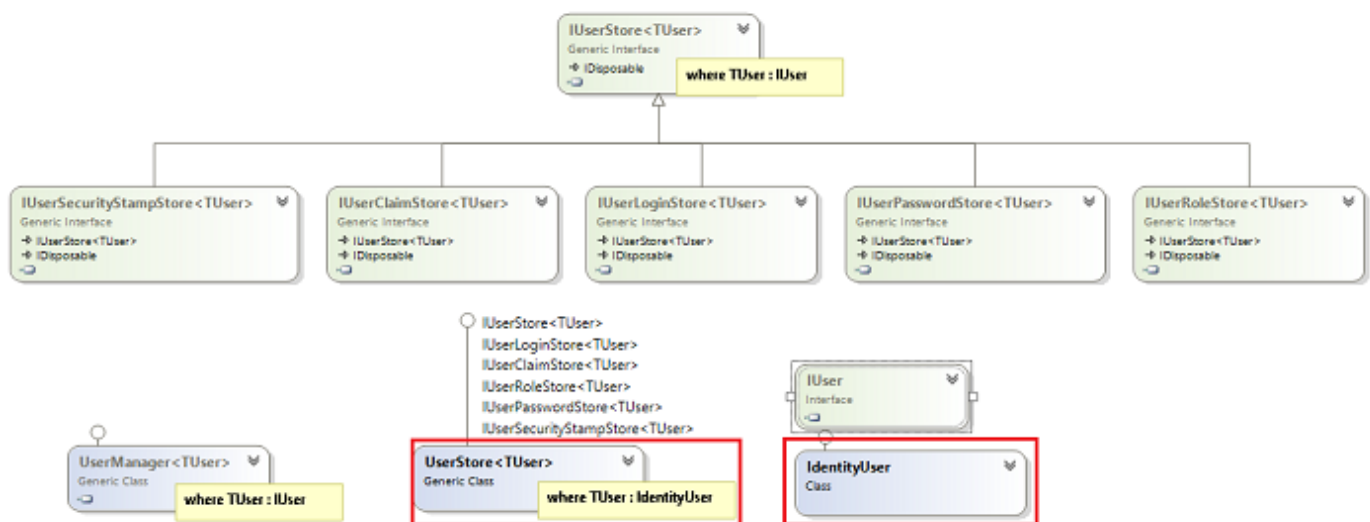 IUserStore<TUser>
Generic Interface
IDisposable
where TUser : IUser
IUserSecurityStampStore<TUser>
Generic Interface
IUserStore<TUser>
IDisposable
IUserClaimStore<TUser>
Generic Interface
IUserStore<TUser>
IDisposable
IUserLoginStore<TUser>
Generic Interface
IUserStore<TUser>
IDisposable
IUserPasswordStore<TUser>
Generic Interface
IUserStore<TUser>
IDisposable
IUserRoleStore<TUser>
Generic Interface
IUserStore<TUser>
IDisposable
IUserStore<TUser>
IUserLoginStore<TUser>
IUserClaimStore<TUser>
IUserRoleStore<TUser>
IUserPasswordStore<TUser>
IUserSecurityStampStore<TUser>
IUser
Interface
UserManager<TUser>
Generic Class
where TUser : IUser
UserStore<TUser>
Generic Class
where TUser : IdentityUser
IdentityUser
Class